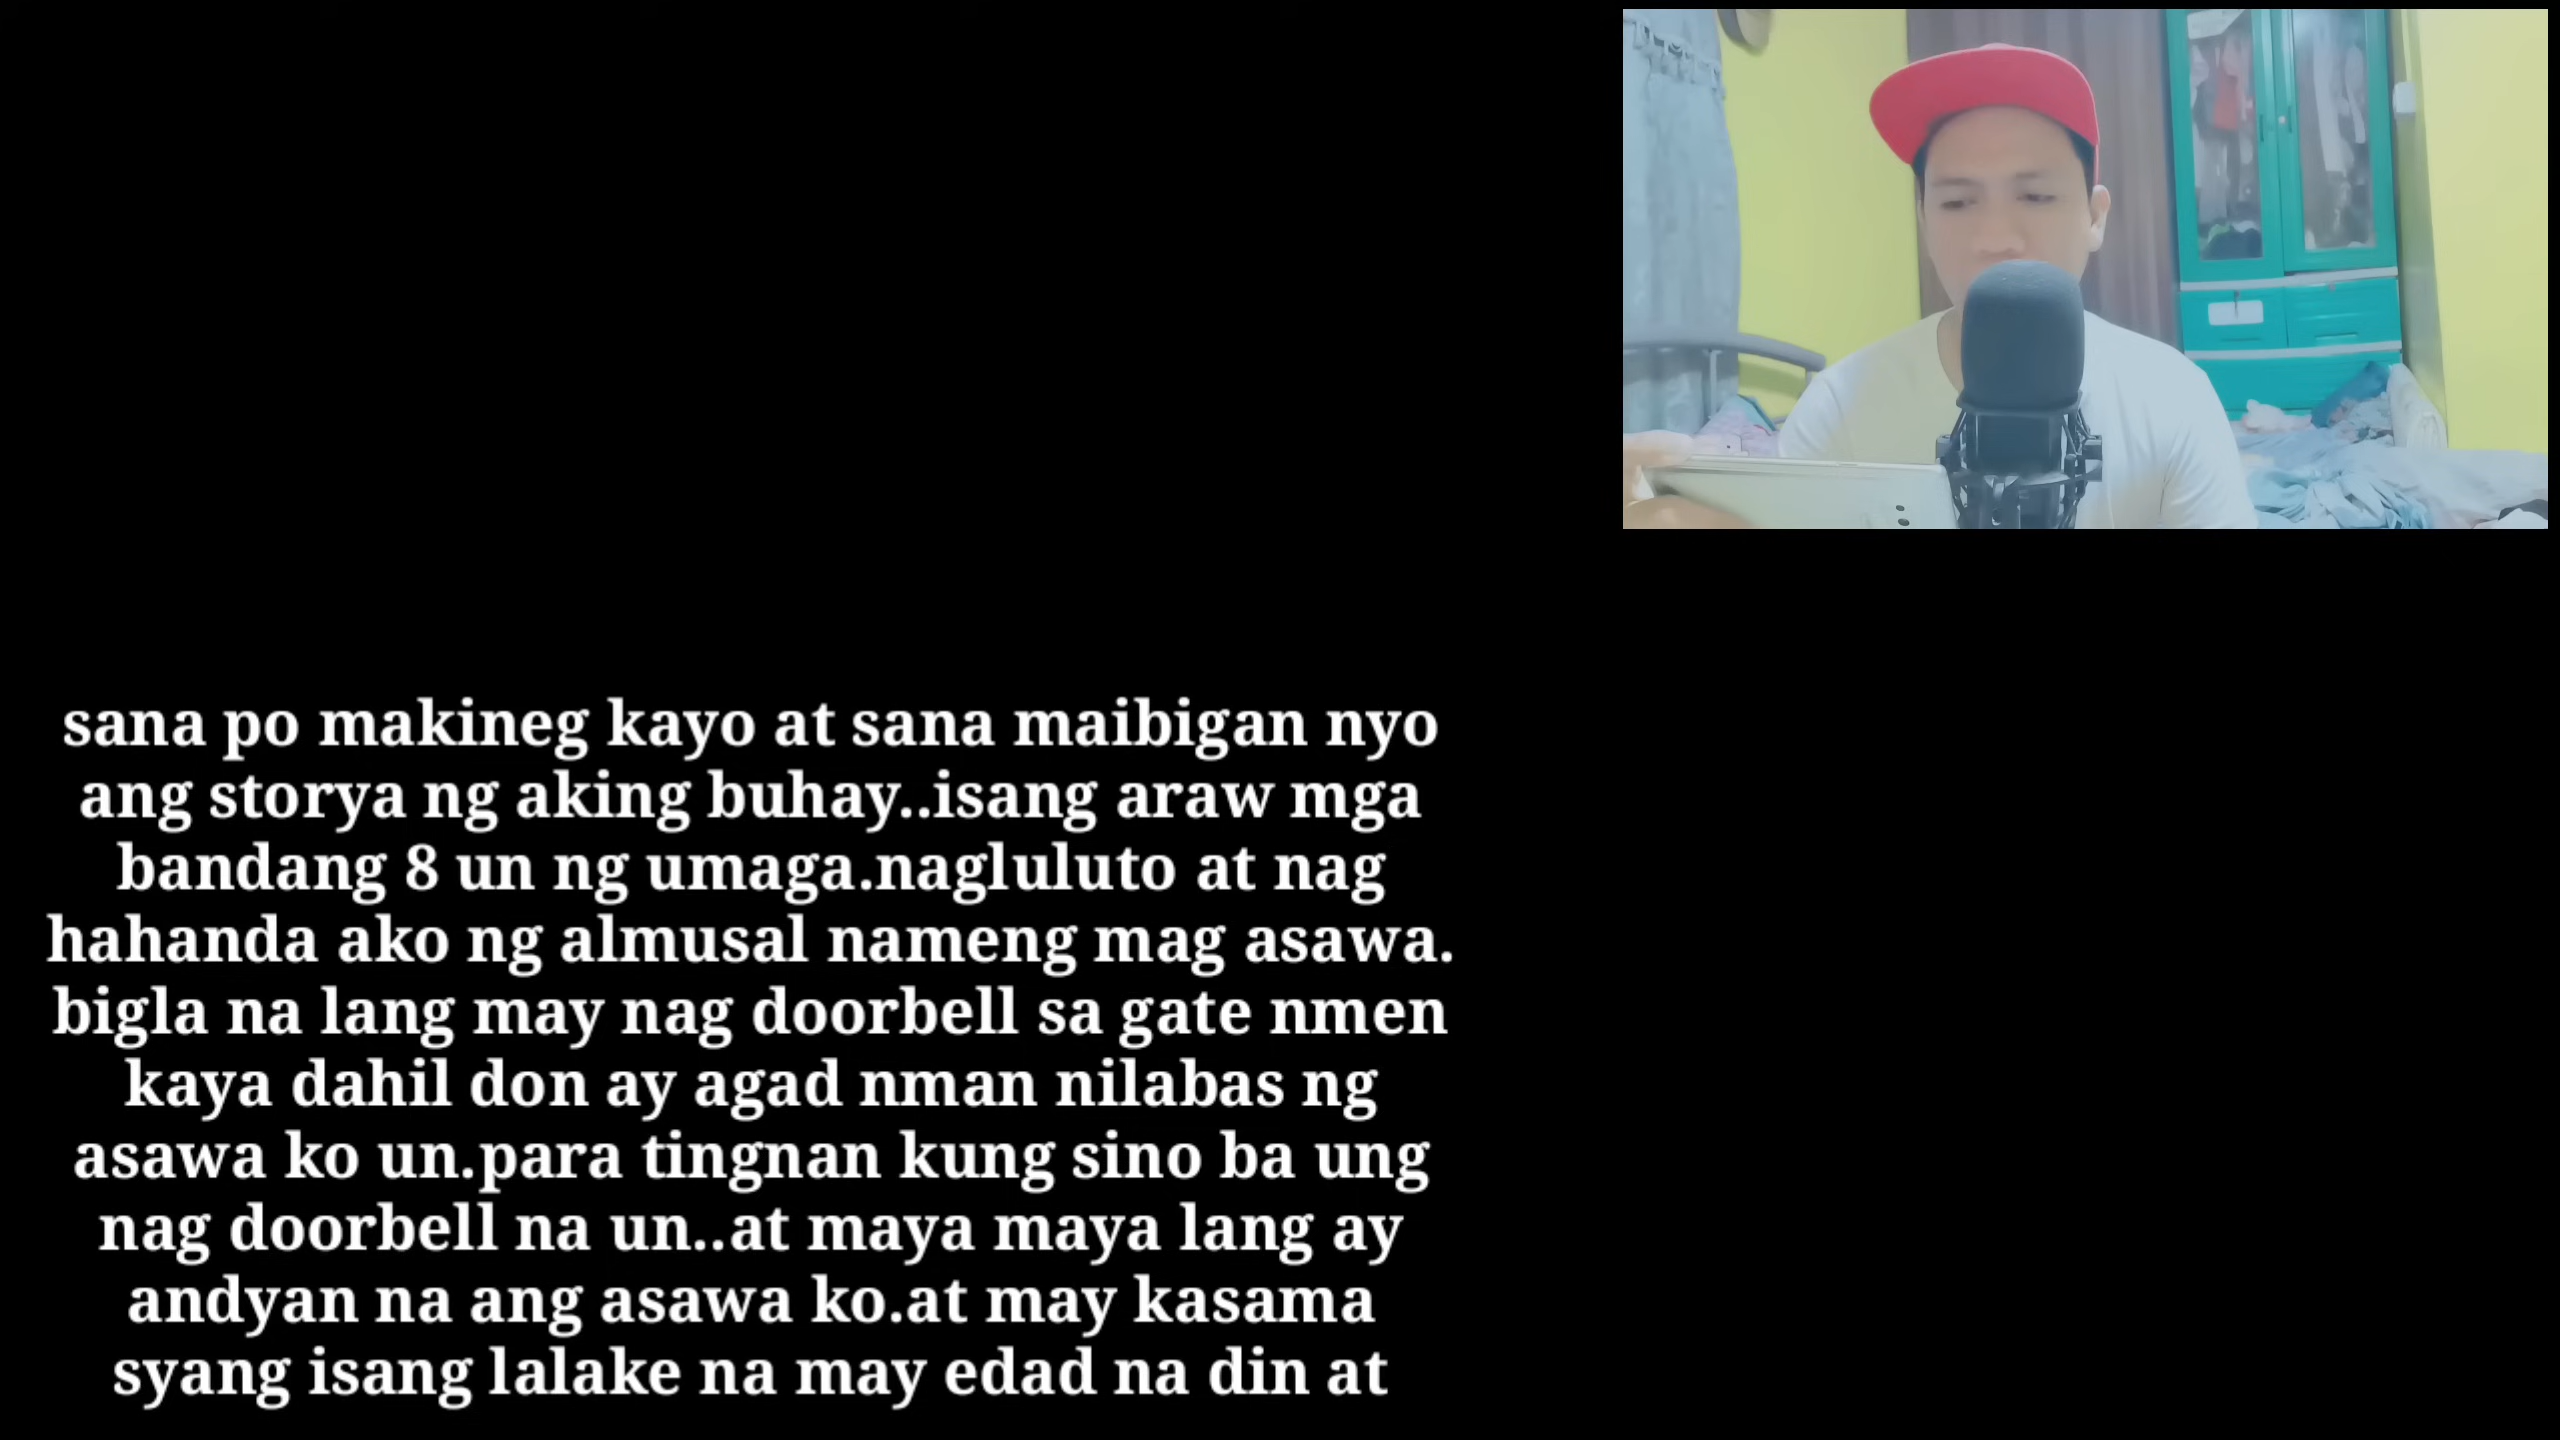 sana po makineg kayo at sana maibigan nyo
ang storya ng aking buhay..isang araw mga
bandang 8 un ng umaga.nagluluto at nag
hahanda ako ng almusal nameng mag asawa.
bigla na lang may nag doorbell sa gate nmen
kaya dahil don ay agad nman nilabas ng
asawa ko un.para tingnan kung sino ba ung
nag doorbell na un..at maya maya lang ay
andyan na ang asawa ko.at may kasama
syang isang lalake na may edad na din at